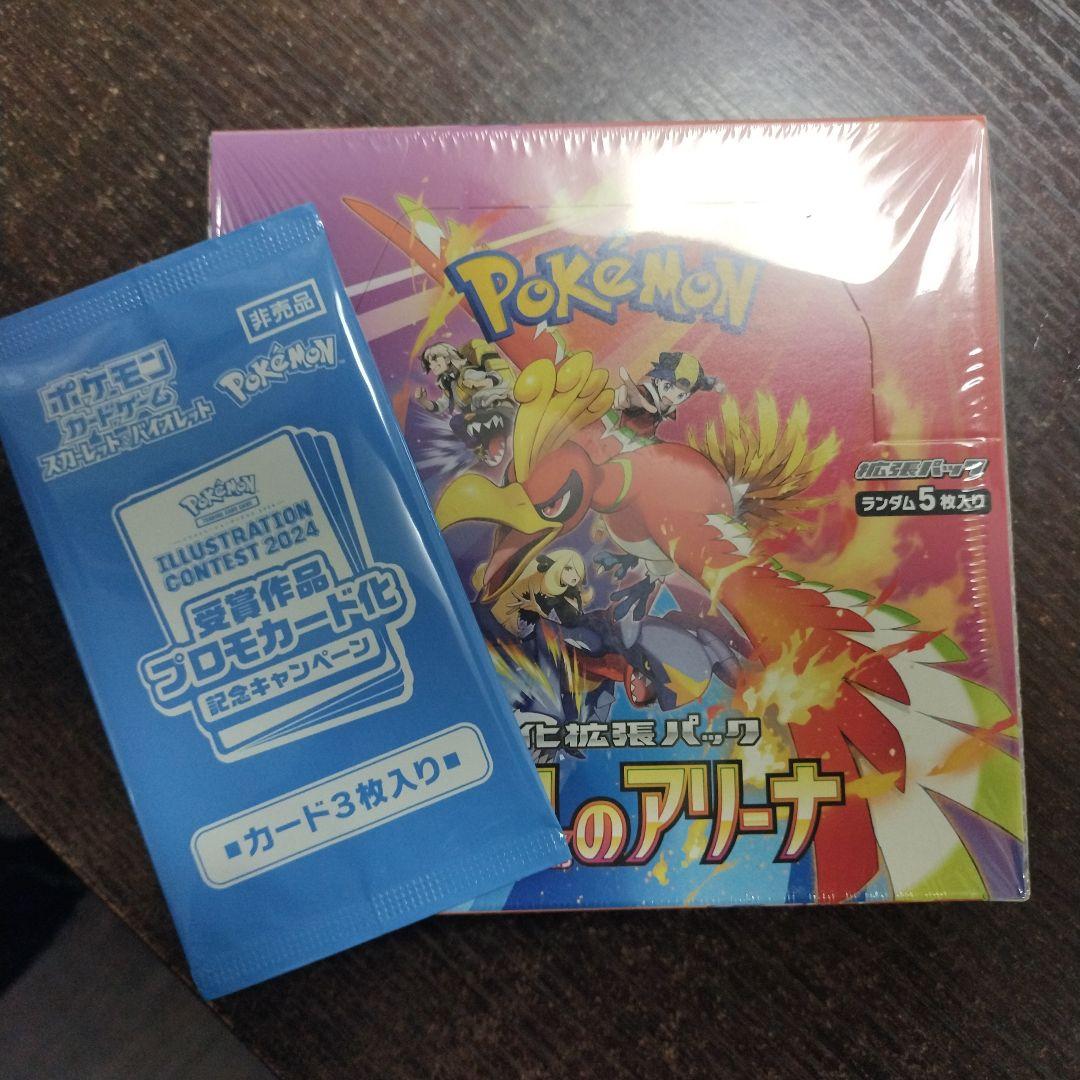 非売品
ポケモン
カードゲーム
スカーレット&バイオレット
POKéMON™
POKéMON
ILLUSTRATION
CONTEST 2024
受賞作品
プロモカード化
記念キャンペーン
■カード3枚入り■
POKéMON
拡張パック
ランダム5枚入り
化拡張パック
のアリーナ